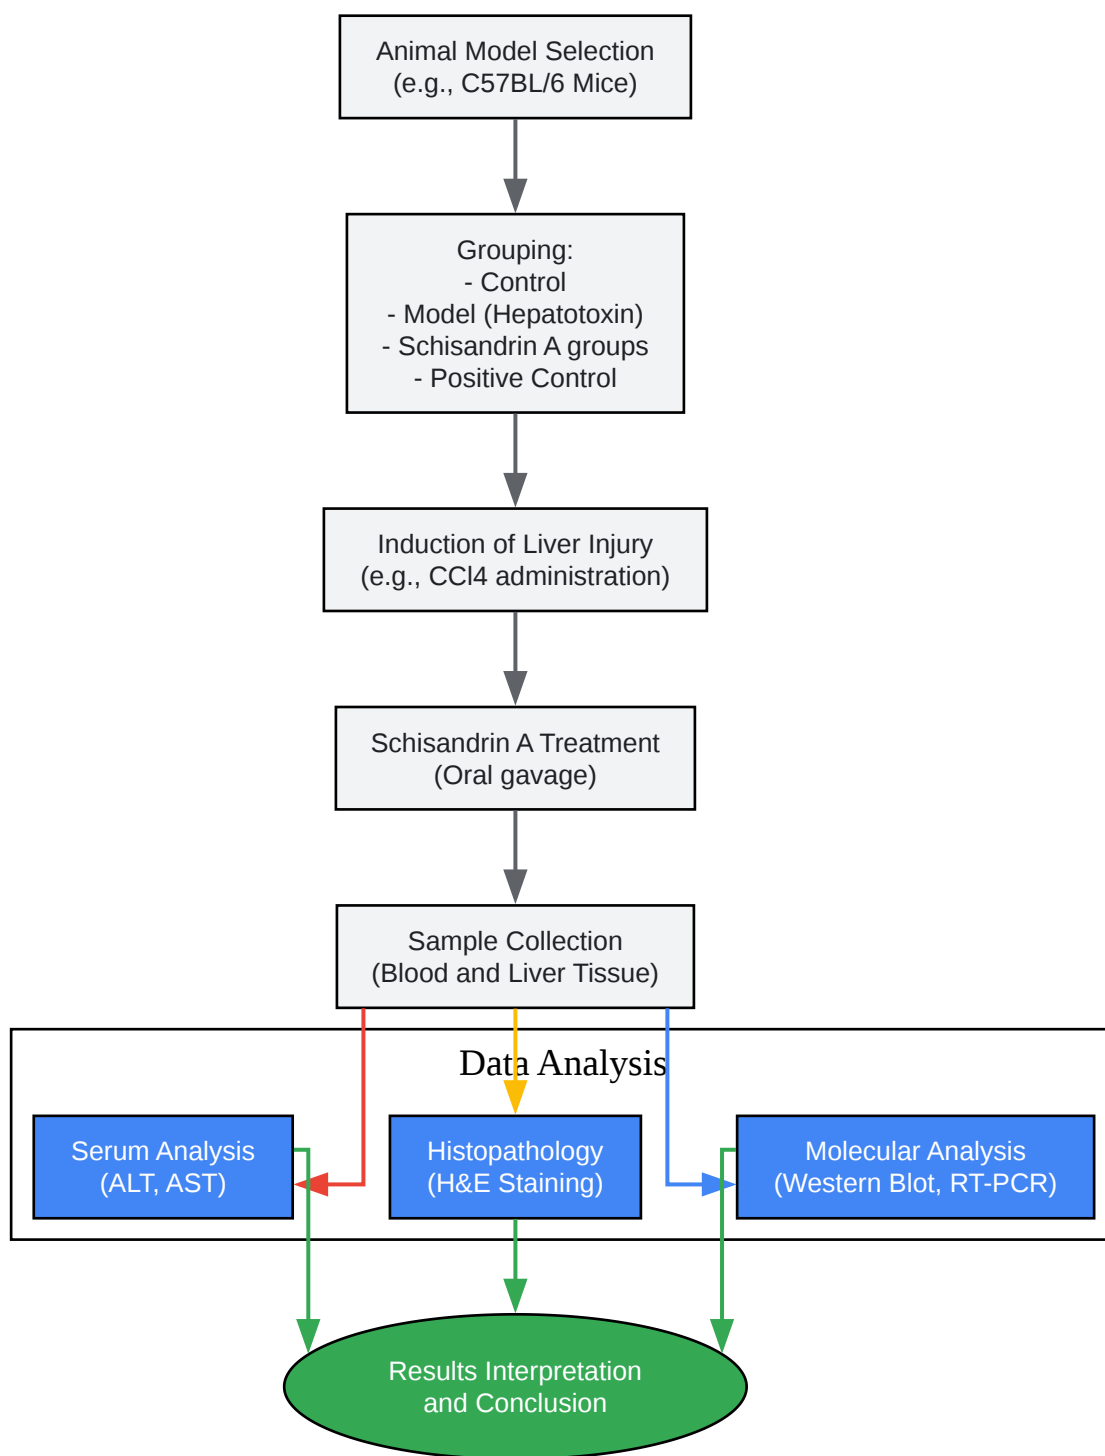 Animal Model Selection
(e.g., C57BL/6 Mice)
Grouping:
- Control
- Model (Hepatotoxin)
- Schisandrin A groups
- Positive Control
Induction of Liver Injury
(e.g., CCl4 administration)
Schisandrin A Treatment
(Oral gavage)
Sample Collection
(Blood and Liver Tissue)
Data Analysis
Serum Analysis
(ALT, AST)
Histopathology
(H&E Staining)
Molecular Analysis
(Western Blot, RT-PCR)
Results Interpretation
and Conclusion